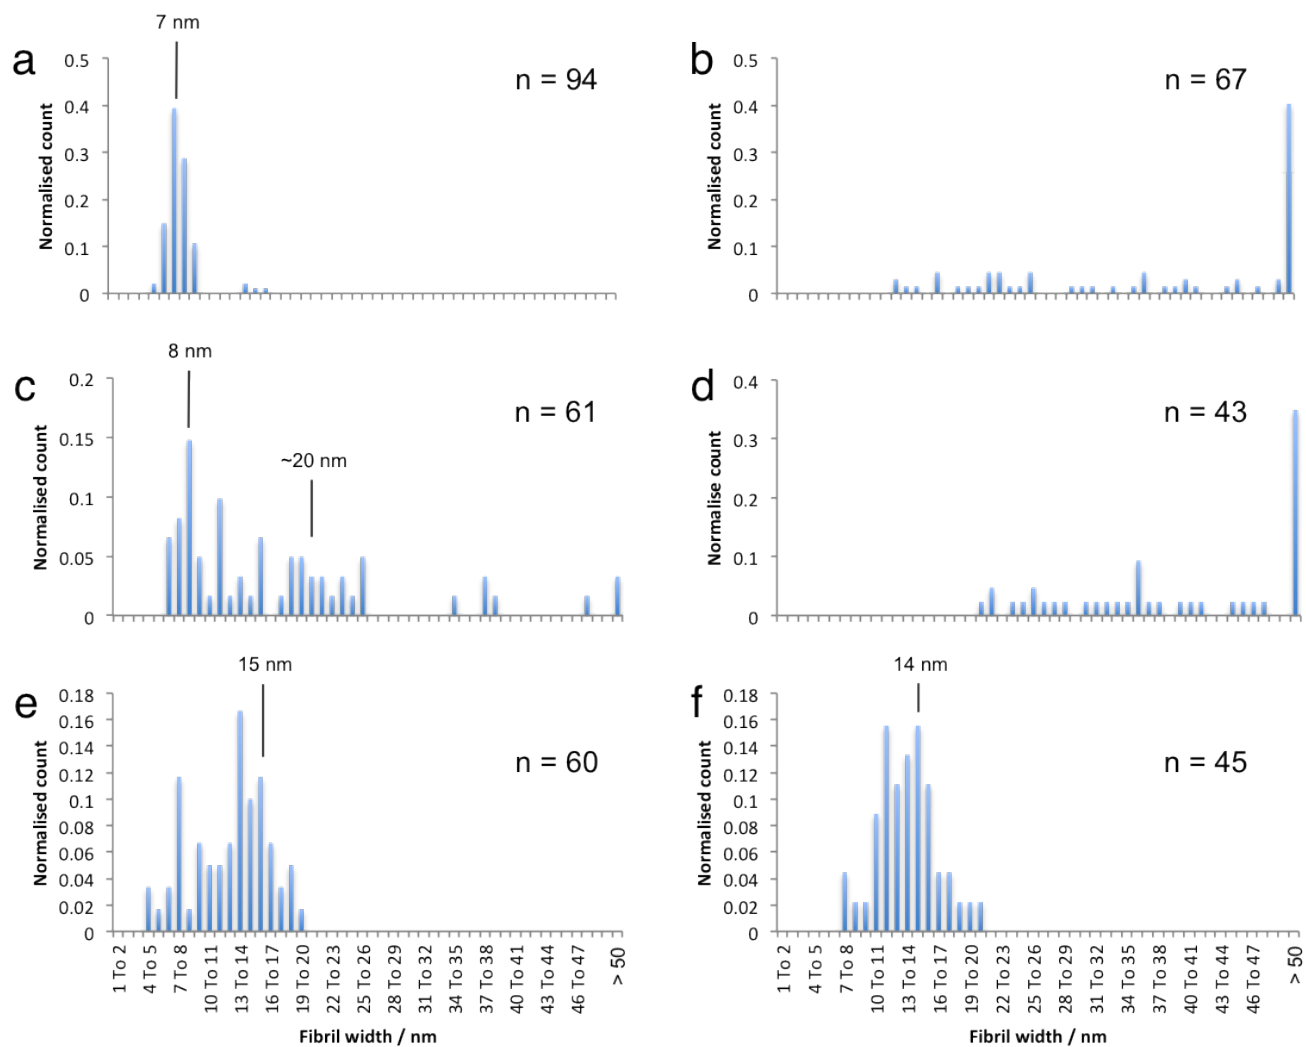 7 nm
a
n = 94
Normalised count
0.5
0.4
0.3
0.2
0.1
0
b
n = 67
Normalised count
0.5
0.4
0.3
0.2
0.1
0
8 nm
c
n = 61
~20 nm
Normalised count
0.2
0.15
0.1
0.05
0
d
n = 43
Normalise count
0.4
0.3
0.2
0.1
0
15 nm
e
n = 60
Normalised count
0.18
0.16
0.14
0.12
0.1
0.08
0.06
0.04
0.02
0
1 To 2
4 To 5
7 To 8
10 To 11
13 To 14
16 To 17
19 To 20
22 To 23
25 To 26
28 To 29
31 To 32
34 To 35
37 To 38
40 To 41
43 To 44
46 To 47
> 50
Fibril width / nm
14 nm
f
n = 45
Normalised count
0.18
0.16
0.14
0.12
0.1
0.08
0.06
0.04
0.02
0
1 To 2
4 To 5
7 To 8
10 To 11
13 To 14
16 To 17
19 To 20
22 To 23
25 To 26
28 To 29
31 To 32
34 To 35
37 To 38
40 To 41
43 To 44
46 To 47
> 50
Fibril width / nm